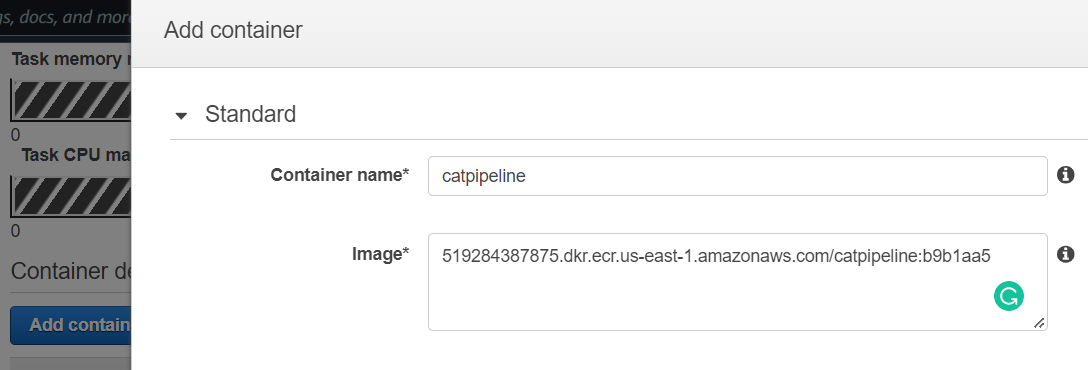 gs, docs, and mor
Add container
Task memory
0
Task CPU ma
0
Container de
Add contain
Standard
Container name*
catpipeline
Image*
519284387875.dkr.ecr.us-east-1.amazonaws.com/catpipeline:b9b1aa5